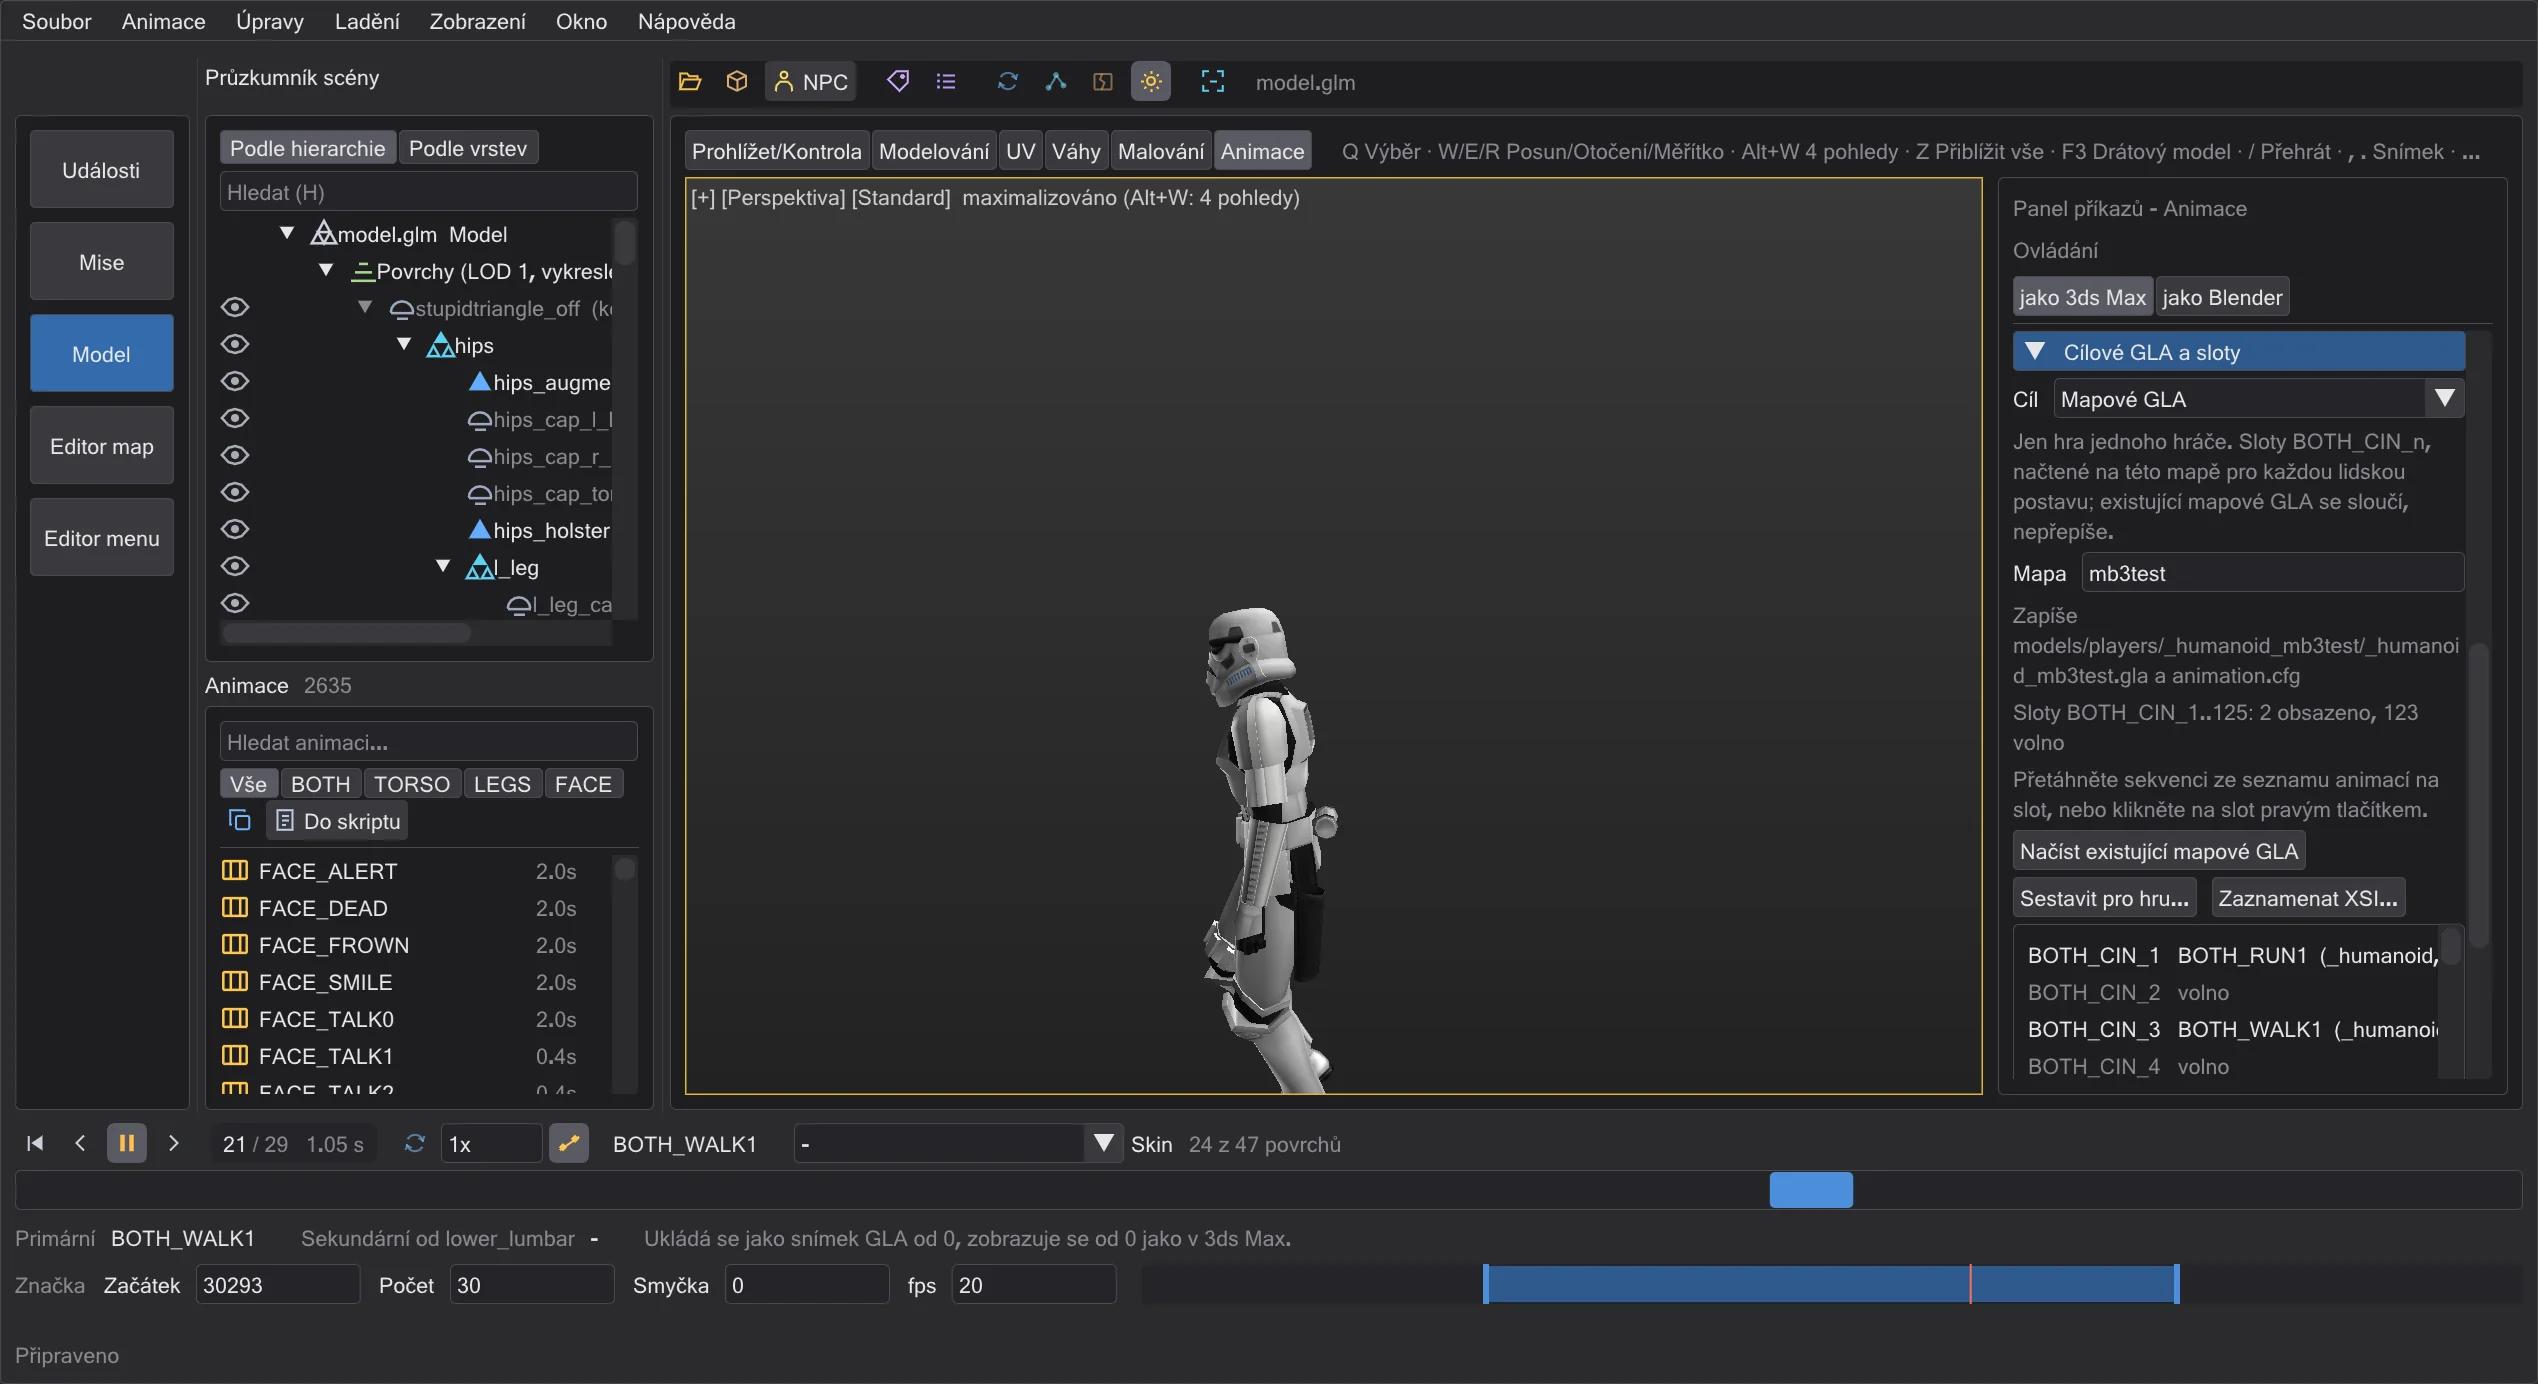 Soubor Animace Úpravy Ladění Zobrazení Okno Nápověda
Průzkumník scény
NPC model.glm
Události
Mise
Model
Editor map
Editor menu
Podle hierarchie Podle vrstev
Hledat (H)
model.glm Model
Povrchy (LOD 1, vykresle
stupidtriangle_off (k
hips
hips_augme
hips_cap_l_l
hips_cap_r_
hips_cap_to
hips_holster
l_leg
l_leg_ca
Animace 2635
Hledat animaci...
Vše BOTH TORSO LEGS FACE
Do skriptu
FACE_ALERT 2.0s
FACE_DEAD 2.0s
FACE_FROWN 2.0s
FACE_SMILE 2.0s
FACE_TALK0 2.0s
FACE_TALK1 0.4s
FACE_TALK2 0.4s
Prohlížet/Kontrola Modelování UV Váhy Malování Animace Q Výběr · W/E/R Posun/Otočení/Měřítko · Alt+W 4 pohledy · Z Přiblížit vše · F3 Drátový model · / Přehrát · , . Snímek · ...
[+] [Perspektiva] [Standard] maximalizováno (Alt+W: 4 pohledy)
Panel příkazů - Animace
Ovládání
jako 3ds Max jako Blender
Cílové GLA a sloty
Cíl Mapové GLA
Jen hra jednoho hráče. Sloty BOTH_CIN_n,
načtené na této mapě pro každou lidskou
postavu; existující mapové GLA se sloučí,
nepřepíše.
Mapa mb3test
Zapíše
models/players/_humanoid_mb3test/_humanoi
d_mb3test.gla a animation.cfg
Sloty BOTH_CIN_1..125: 2 obsazeno, 123
volno
Přetáhněte sekvenci ze seznamu animací na
slot, nebo klikněte na slot pravým tlačítkem.
Načíst existující mapové GLA
Sestavit pro hru... Zaznamenat XSI...
BOTH_CIN_1 BOTH_RUN1 (_humanoid,
BOTH_CIN_2 volno
BOTH_CIN_3 BOTH_WALK1 (_humanoi
BOTH_CIN_4 volno
21 / 29 1.05 s 1x BOTH_WALK1 - Skin 24 z 47 povrchů
Primární BOTH_WALK1 Sekundární od lower_lumbar - Ukládá se jako snímek GLA od 0, zobrazuje se od 0 jako v 3ds Max.
Značka Začátek 30293 Počet 30 Smyčka 0 fps 20
Připraveno